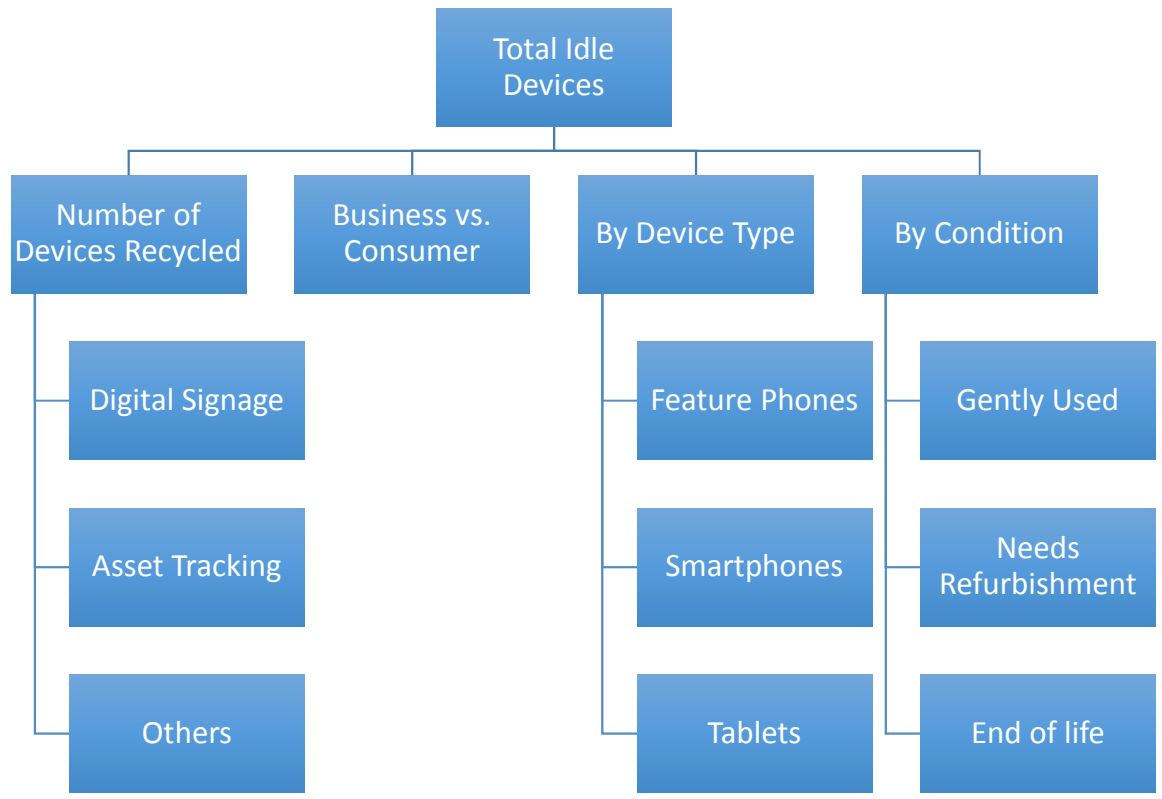 Total Idle
Devices
Number of
Devices Recycled
Business vs.
Consumer
By Device Type
By Condition
Digital Signage
Feature Phones
Gently Used
Asset Tracking
Smartphones
Needs
Refurbishment
Others
Tablets
End of life